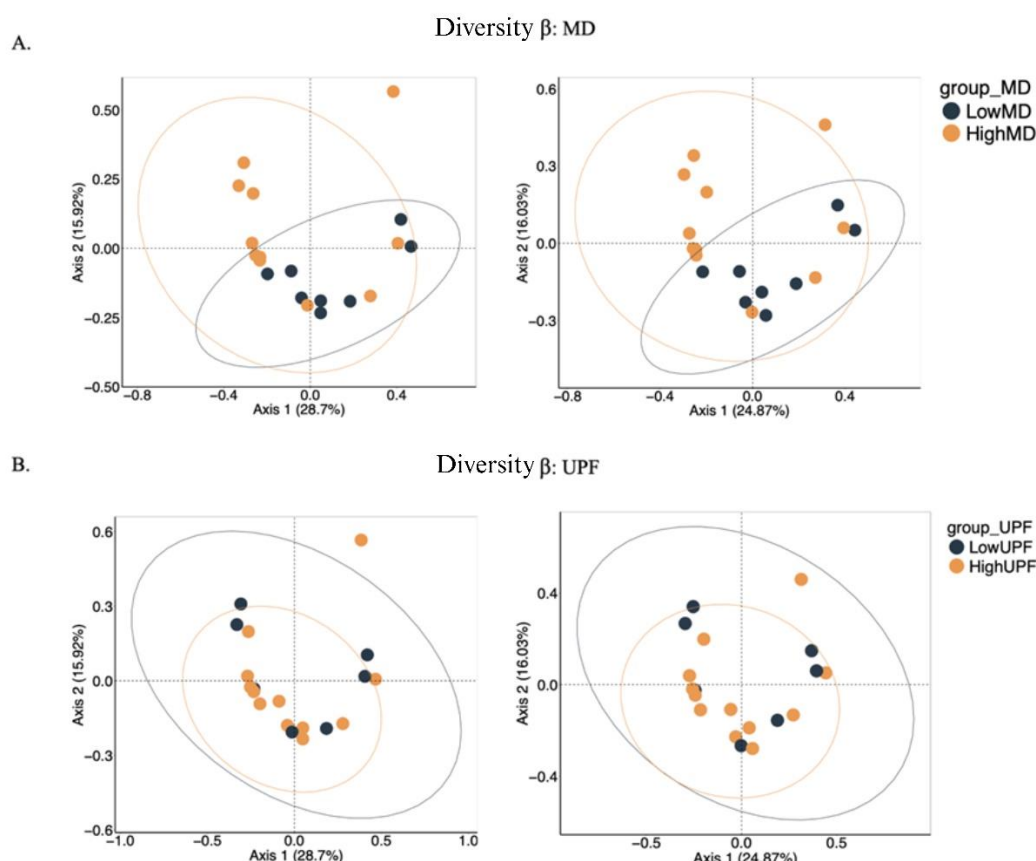 Diversity β: MD
A.
group_MD
LowMD
HighMD
Axis 2 (15.92%)
0.50
0.25
0.00
−0.25
−0.50
−0.8
−0.4
0.0
0.4
Axis 1 (28.7%)
Axis 2 (16.03%)
0.6
0.3
0.0
−0.3
−0.8
−0.4
0.0
0.4
Axis 1 (24.87%)
B.
Diversity β: UPF
group_UPF
LowUPF
HighUPF
Axis 2 (15.92%)
0.6
0.3
0.0
−0.3
−0.6
−1.0
−0.5
0.0
0.5
1.0
Axis 1 (28.7%)
Axis 2 (16.03%)
0.4
0.0
−0.4
−0.5
0.0
0.5
Axis 1 (24.87%)